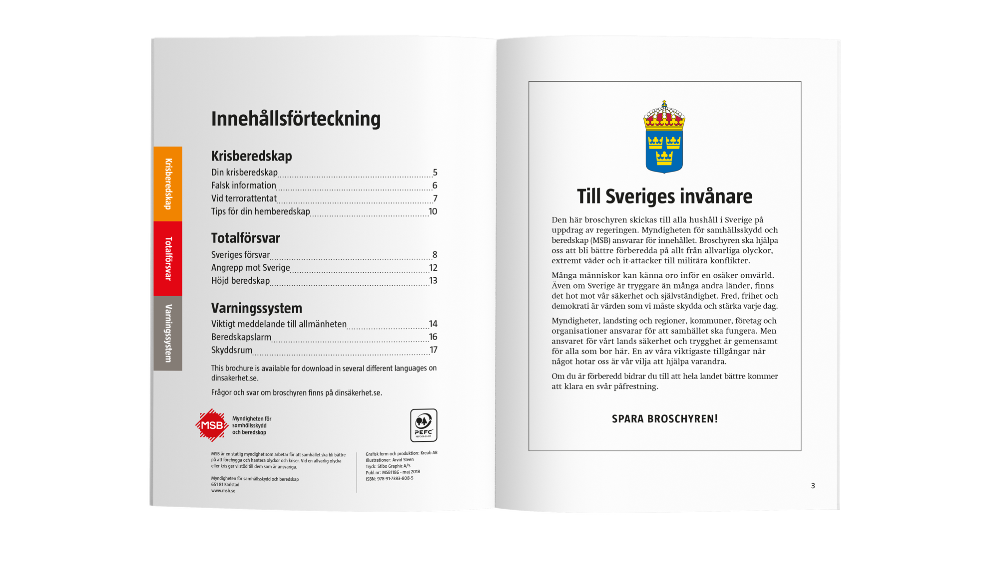 Innehållsförteckning
Krisberedskap
Totalförsvar
Varningssystem
Krisberedskap
Din krisberedskap 5
Falsk information 6
Vid terrorattentat 7
Tips för din hemberedskap 10
Totalförsvar
Sveriges försvar 8
Angrepp mot Sverige 12
Höjd beredskap 13
Varningssystem
Viktigt meddelande till allmänheten 14
Beredskapslarm 16
Skyddsrum 17
This brochure is available for download in several different languages on
dinsakerhet.se.
Frågor och svar om broschyren finns på dinsäkerhet.se.
MSB
Myndigheten för
samhällsskydd
och beredskap
PEFC™
PEFC/09-31-017
MSB är en statlig myndighet som arbetar för att samhället ska bli bättre
på att förebygga och hantera olyckor och kriser. Vid en allvarlig olycka
eller kris ger vi stöd till dem som är ansvariga.
Myndigheten för samhällsskydd och beredskap
651 81 Karlstad
www.msb.se
Grafisk form och produktion: Kreab AB
Illustrationer: Arvid Steen
Tryck: Stibo Graphic A/S
Publ.nr: MSB1186 - maj 2018
ISBN: 978-91-7383-808-5
Till Sveriges invånare
Den här broschyren skickas till alla hushåll i Sverige på
uppdrag av regeringen. Myndigheten för samhällsskydd och
beredskap (MSB) ansvarar för innehållet. Broschyren ska hjälpa
oss att bli bättre förberedda på allt från allvarliga olyckor,
extremt väder och it-attacker till militära konflikter.
Många människor kan känna oro inför en osäker omvärld.
Även om Sverige är tryggare än många andra länder, finns
det hot mot vår säkerhet och självständighet. Fred, frihet och
demokrati är värden som vi måste skydda och stärka varje dag.
Myndigheter, landsting och regioner, kommuner, företag och
organisationer ansvarar för att samhället ska fungera. Men
ansvaret för vårt lands säkerhet och trygghet är gemensamt
för alla som bor här. En av våra viktigaste tillgångar när
något hotar oss är vår vilja att hjälpa varandra.
Om du är förberedd bidrar du till att hela landet bättre kommer
att klara en svår påfrestning.
SPARA BROSCHYREN!
3